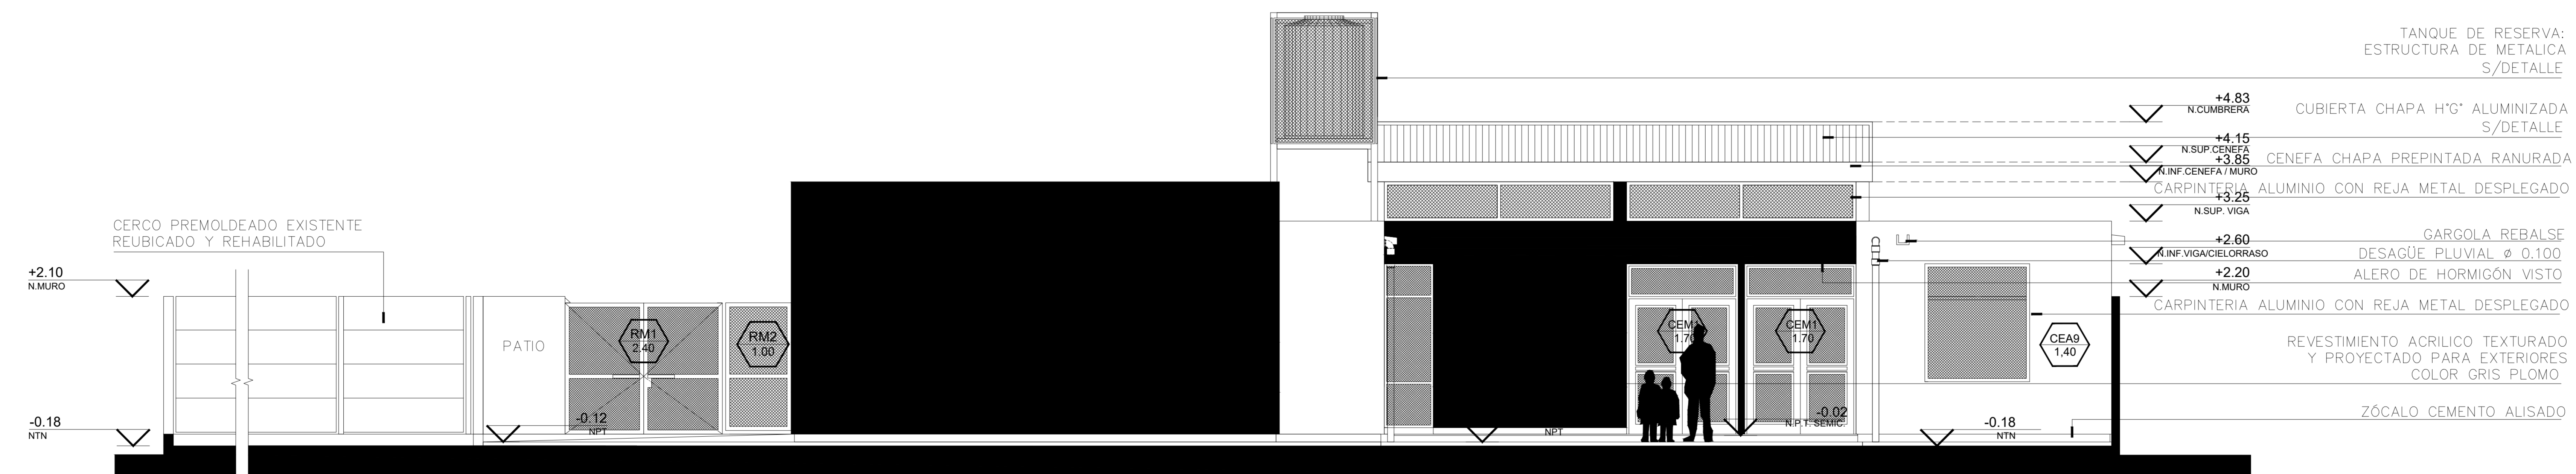 TANQUE DE RESERVA:
ESTRUCTURA DE METALICA
S/DETALLE
+4.83
N.CUMBRERA
CUBIERTA CHAPA H°G° ALUMINIZADA
S/DETALLE
+4.15
N.SUP.CENEFA
+3.85
N.INF.CENEFA / MURO
CENEFA CHAPA PREPINTADA RANURADA
CARPINTERIA ALUMINIO CON REJA METAL DESPLEGADO
+3.25
N.SUP. VIGA
CERCO PREMOLDEADO EXISTENTE
REUBICADO Y REHABILITADO
GARGOLA REBALSE
+2.60
N.INF.VIGA/CIELORRASO
DESAGÜE PLUVIAL ø 0.100
+2.10
N.MURO
+2.20
N.MURO
ALERO DE HORMIGÓN VISTO
CARPINTERIA ALUMINIO CON REJA METAL DESPLEGADO
PATIO
RM1
2.40
RM2
1.00
CEM1
1.70
CEM1
1.70
CEA9
1,40
REVESTIMIENTO ACRILICO TEXTURADO
Y PROYECTADO PARA EXTERIORES
COLOR GRIS PLOMO
ZÓCALO CEMENTO ALISADO
-0.18
NTN
-0.12
NPT
NPT
-0.02
N.P.T. SEMIC.
-0.18
NTN